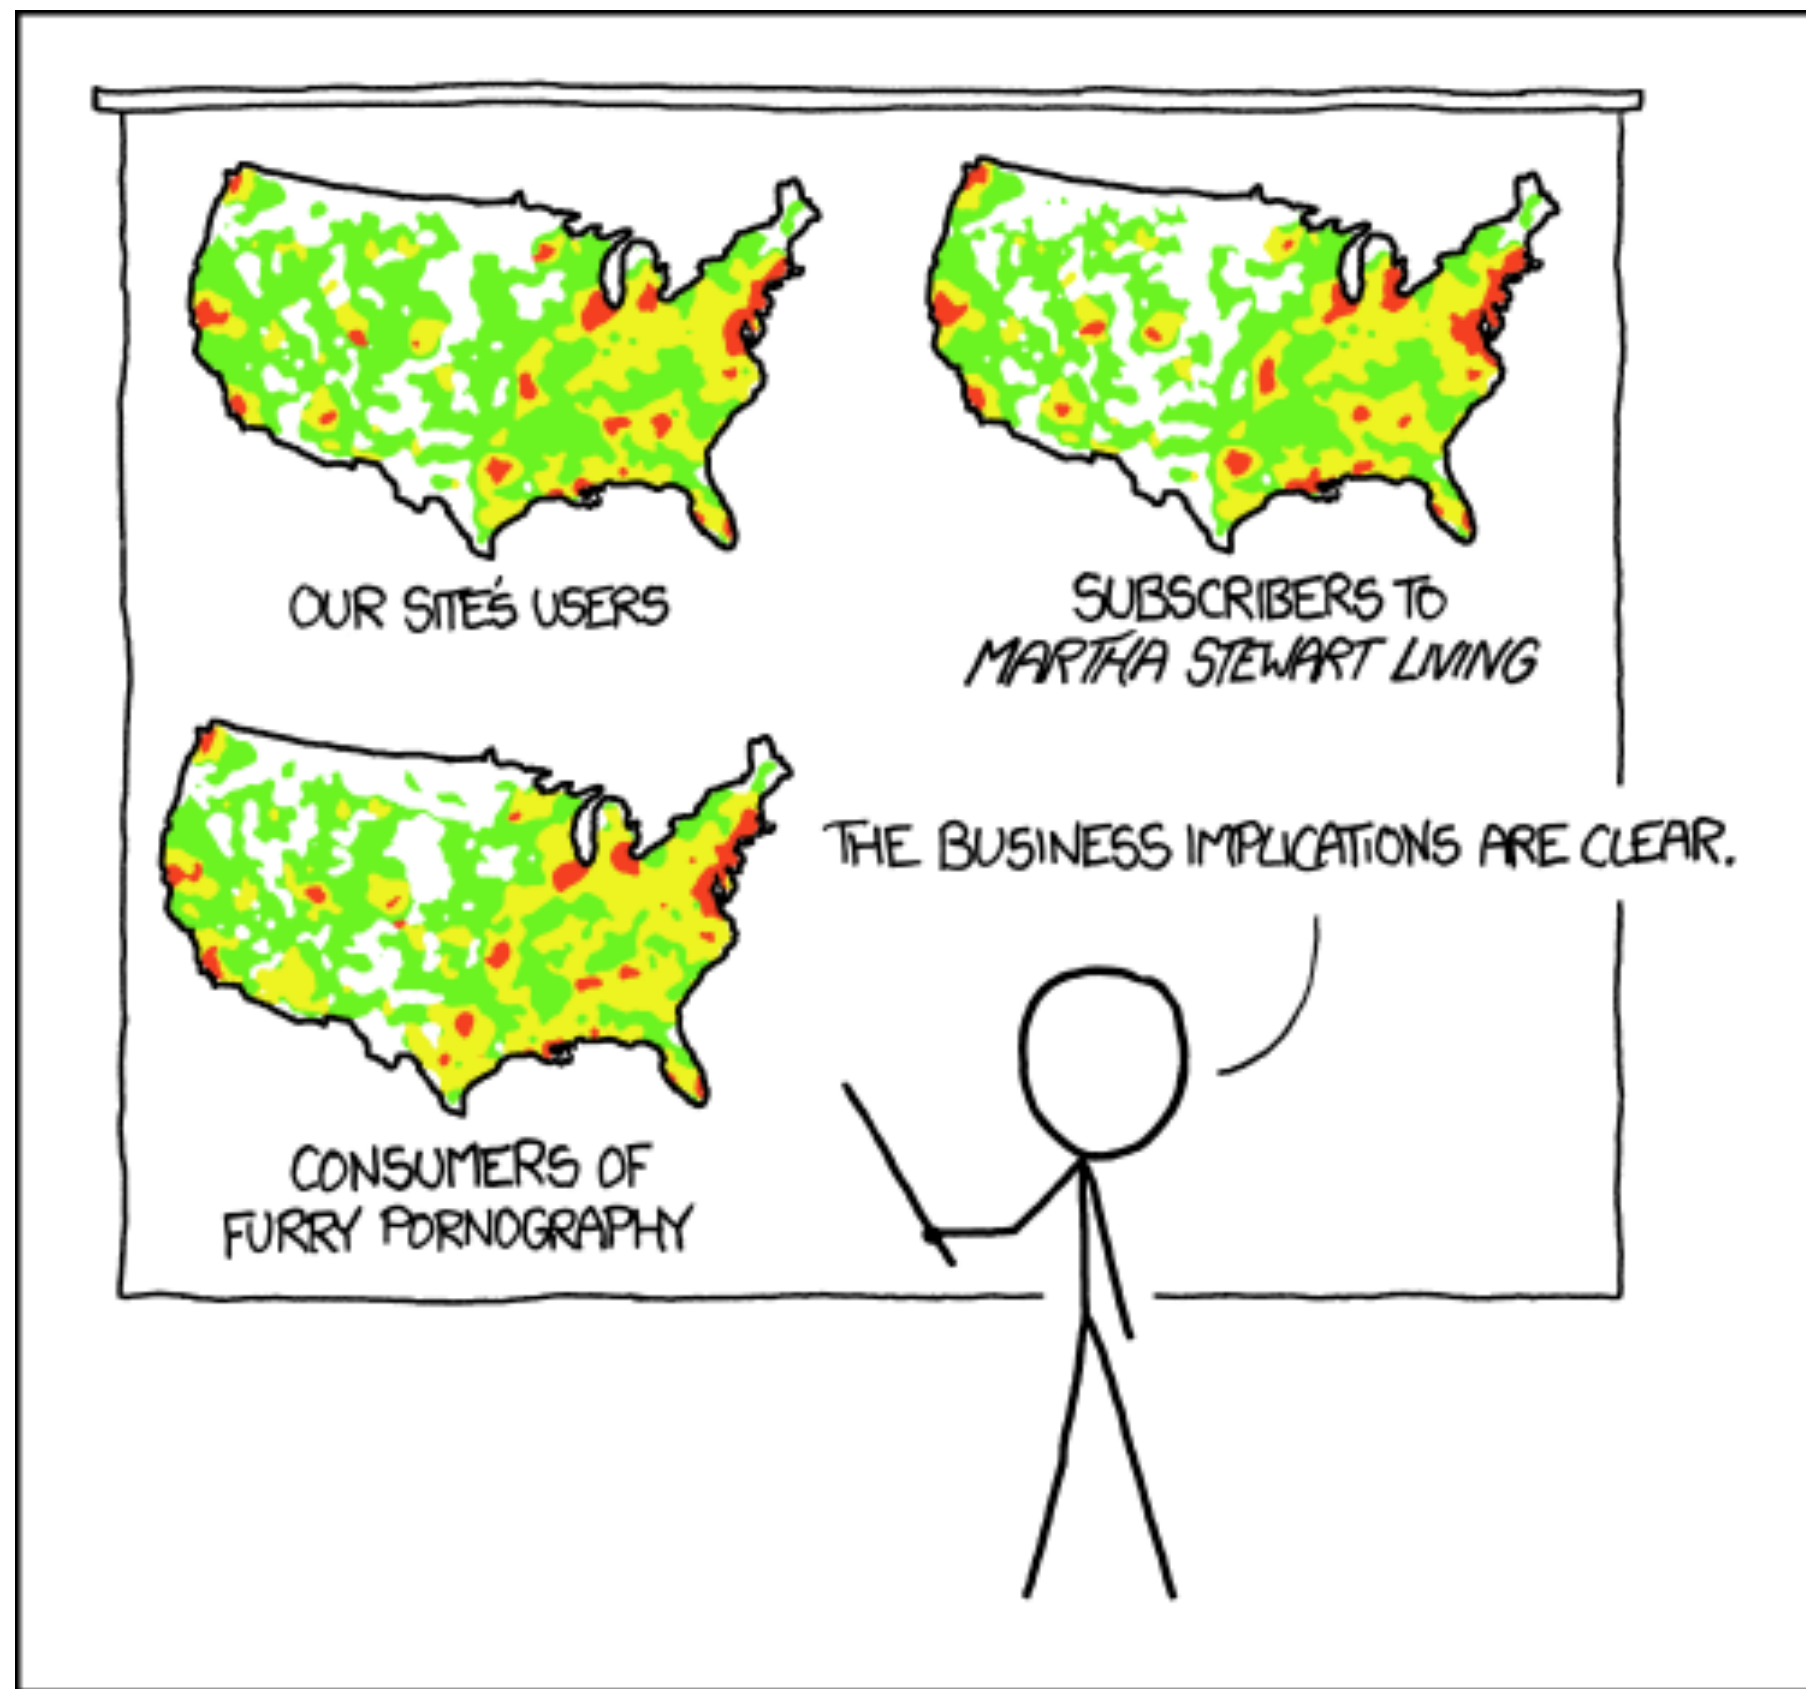 OUR SITE'S USERS
SUBSCRIBERS TO
MARTHA STEWART LIVING
CONSUMERS OF
FURRY PORNOGRAPHY
THE BUSINESS IMPLICATIONS ARE CLEAR.